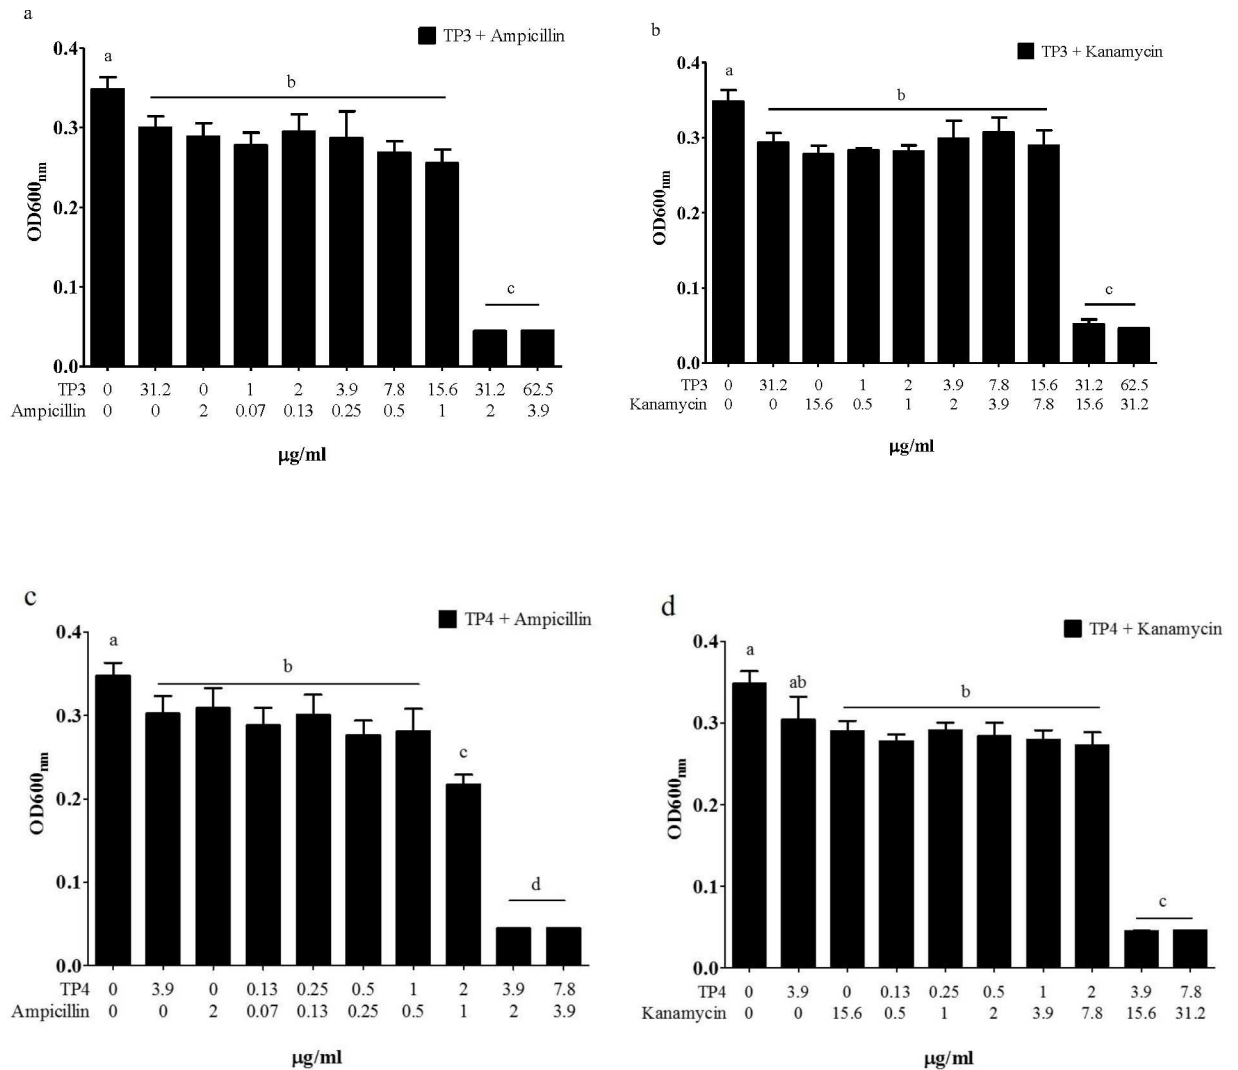 a
TP3 + Ampicillin
0.4
0.3
0.2
0.1
0.0
OD600nm
a
b
c
TP3 0 31.2 0 1 2 3.9 7.8 15.6 31.2 62.5
Ampicillin 0 0 2 0.07 0.13 0.25 0.5 1 2 3.9
µg/ml
b
TP3 + Kanamycin
0.4
0.3
0.2
0.1
0.0
OD600nm
a
b
c
TP3 0 31.2 0 1 2 3.9 7.8 15.6 31.2 62.5
Kanamycin 0 0 15.6 0.5 1 2 3.9 7.8 15.6 31.2
µg/ml
c
TP4 + Ampicillin
0.4
0.3
0.2
0.1
0.0
OD600nm
a
b
c
d
TP4 0 3.9 0 0.13 0.25 0.5 1 2 3.9 7.8
Ampicillin 0 0 2 0.07 0.13 0.25 0.5 1 2 3.9
µg/ml
d
TP4 + Kanamycin
0.4
0.3
0.2
0.1
0.0
OD600nm
a
ab
b
c
TP4 0 3.9 0 0.13 0.25 0.5 1 2 3.9 7.8
Kanamycin 0 0 15.6 0.5 1 2 3.9 7.8 15.6 31.2
µg/ml